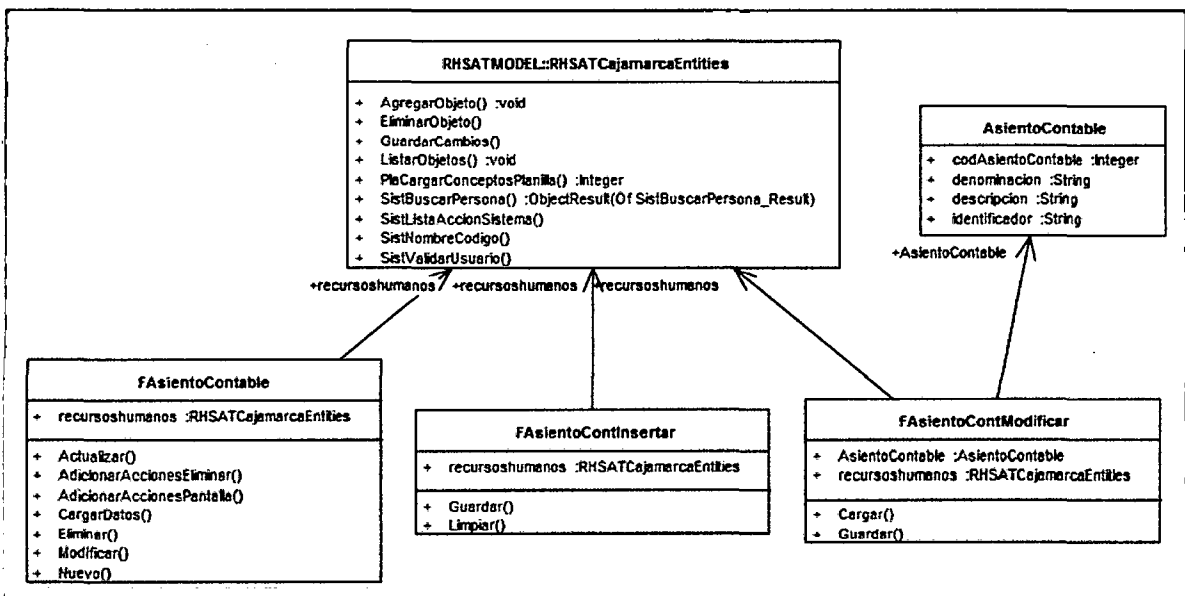 RHSATMODEL::RHSATCajamarcaEntities
+ AgregarObjeto() :void
+ EliminarObjeto()
+ GuardarCambios()
+ ListarObjetos() :void
+ PlaCargarConceptosPlanilla() :Integer
+ SistBuscarPersona() :ObjectResult(Of SistBuscarPersona_Result)
+ SistListaAccionSistema()
+ SistNombreCodigo()
+ SistValidarUsuario()
AsientoContable
+ codAsientoContable :Integer
+ denominacion :String
+ descripcion :String
+ identificador :String
+AsientoContable
+recursoshumanos
+recursoshumanos
+recursoshumanos
FAsientoContable
+ recursoshumanos :RHSATCajamarcaEntities
+ Actualizar()
+ AdicionarAccionesEliminar()
+ AdicionarAccionesPantalla()
+ CargarDatos()
+ Eliminar()
+ Modificar()
+ Nuevo()
FAsientoContInsertar
+ recursoshumanos :RHSATCajamarcaEntities
+ Guardar()
+ Limpiar()
FAsientoContModificar
+ AsientoContable :AsientoContable
+ recursoshumanos :RHSATCajamarcaEntities
+ Cargar()
+ Guardar()